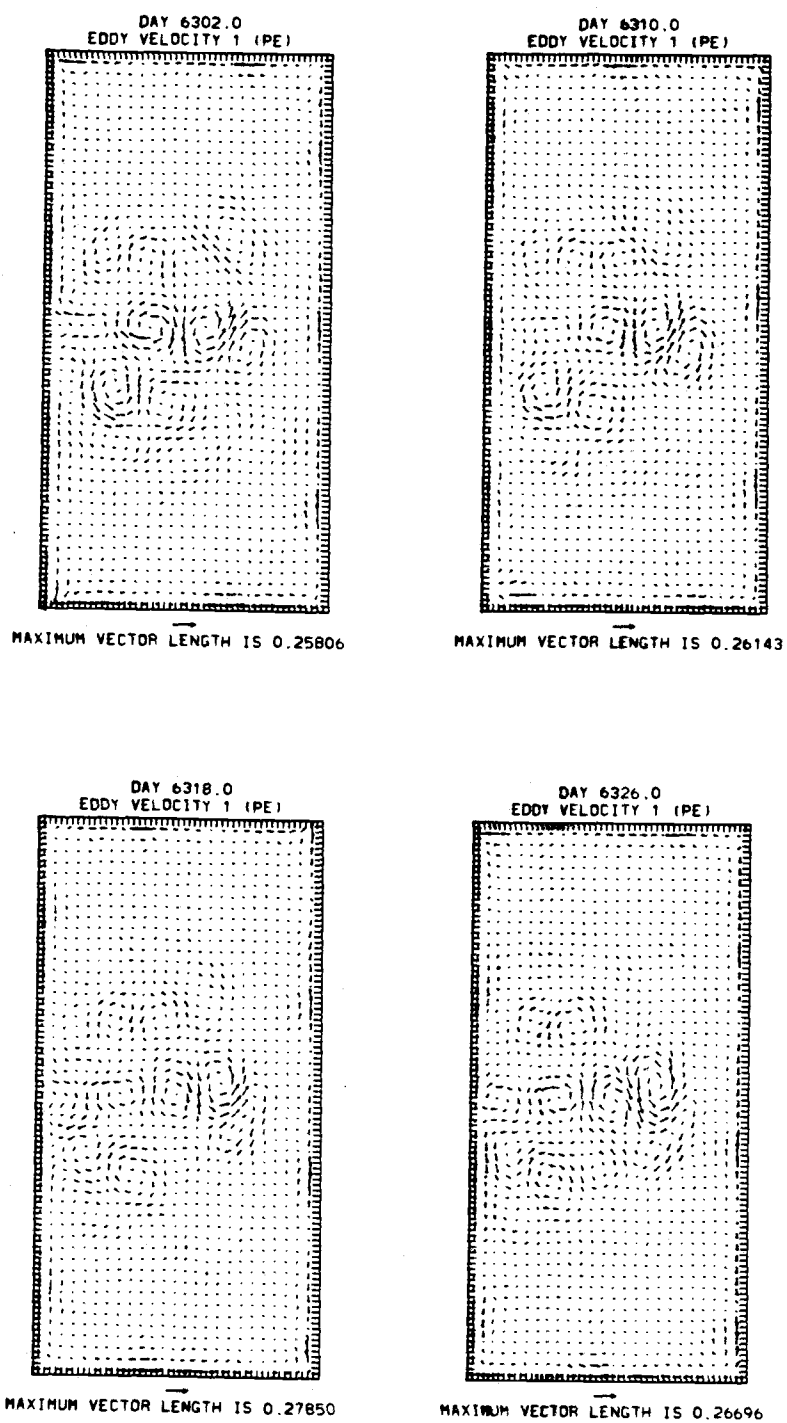 DAY 6302.0
EDDY VELOCITY 1 (PE)
MAXIMUM VECTOR LENGTH IS 0.25806
DAY 6310.0
EDDY VELOCITY 1 (PE)
MAXIMUM VECTOR LENGTH IS 0.26143
DAY 6318.0
EDDY VELOCITY 1 (PE)
MAXIMUM VECTOR LENGTH IS 0.27850
DAY 6326.0
EDDY VELOCITY 1 (PE)
MAXIMUM VECTOR LENGTH IS 0.26696